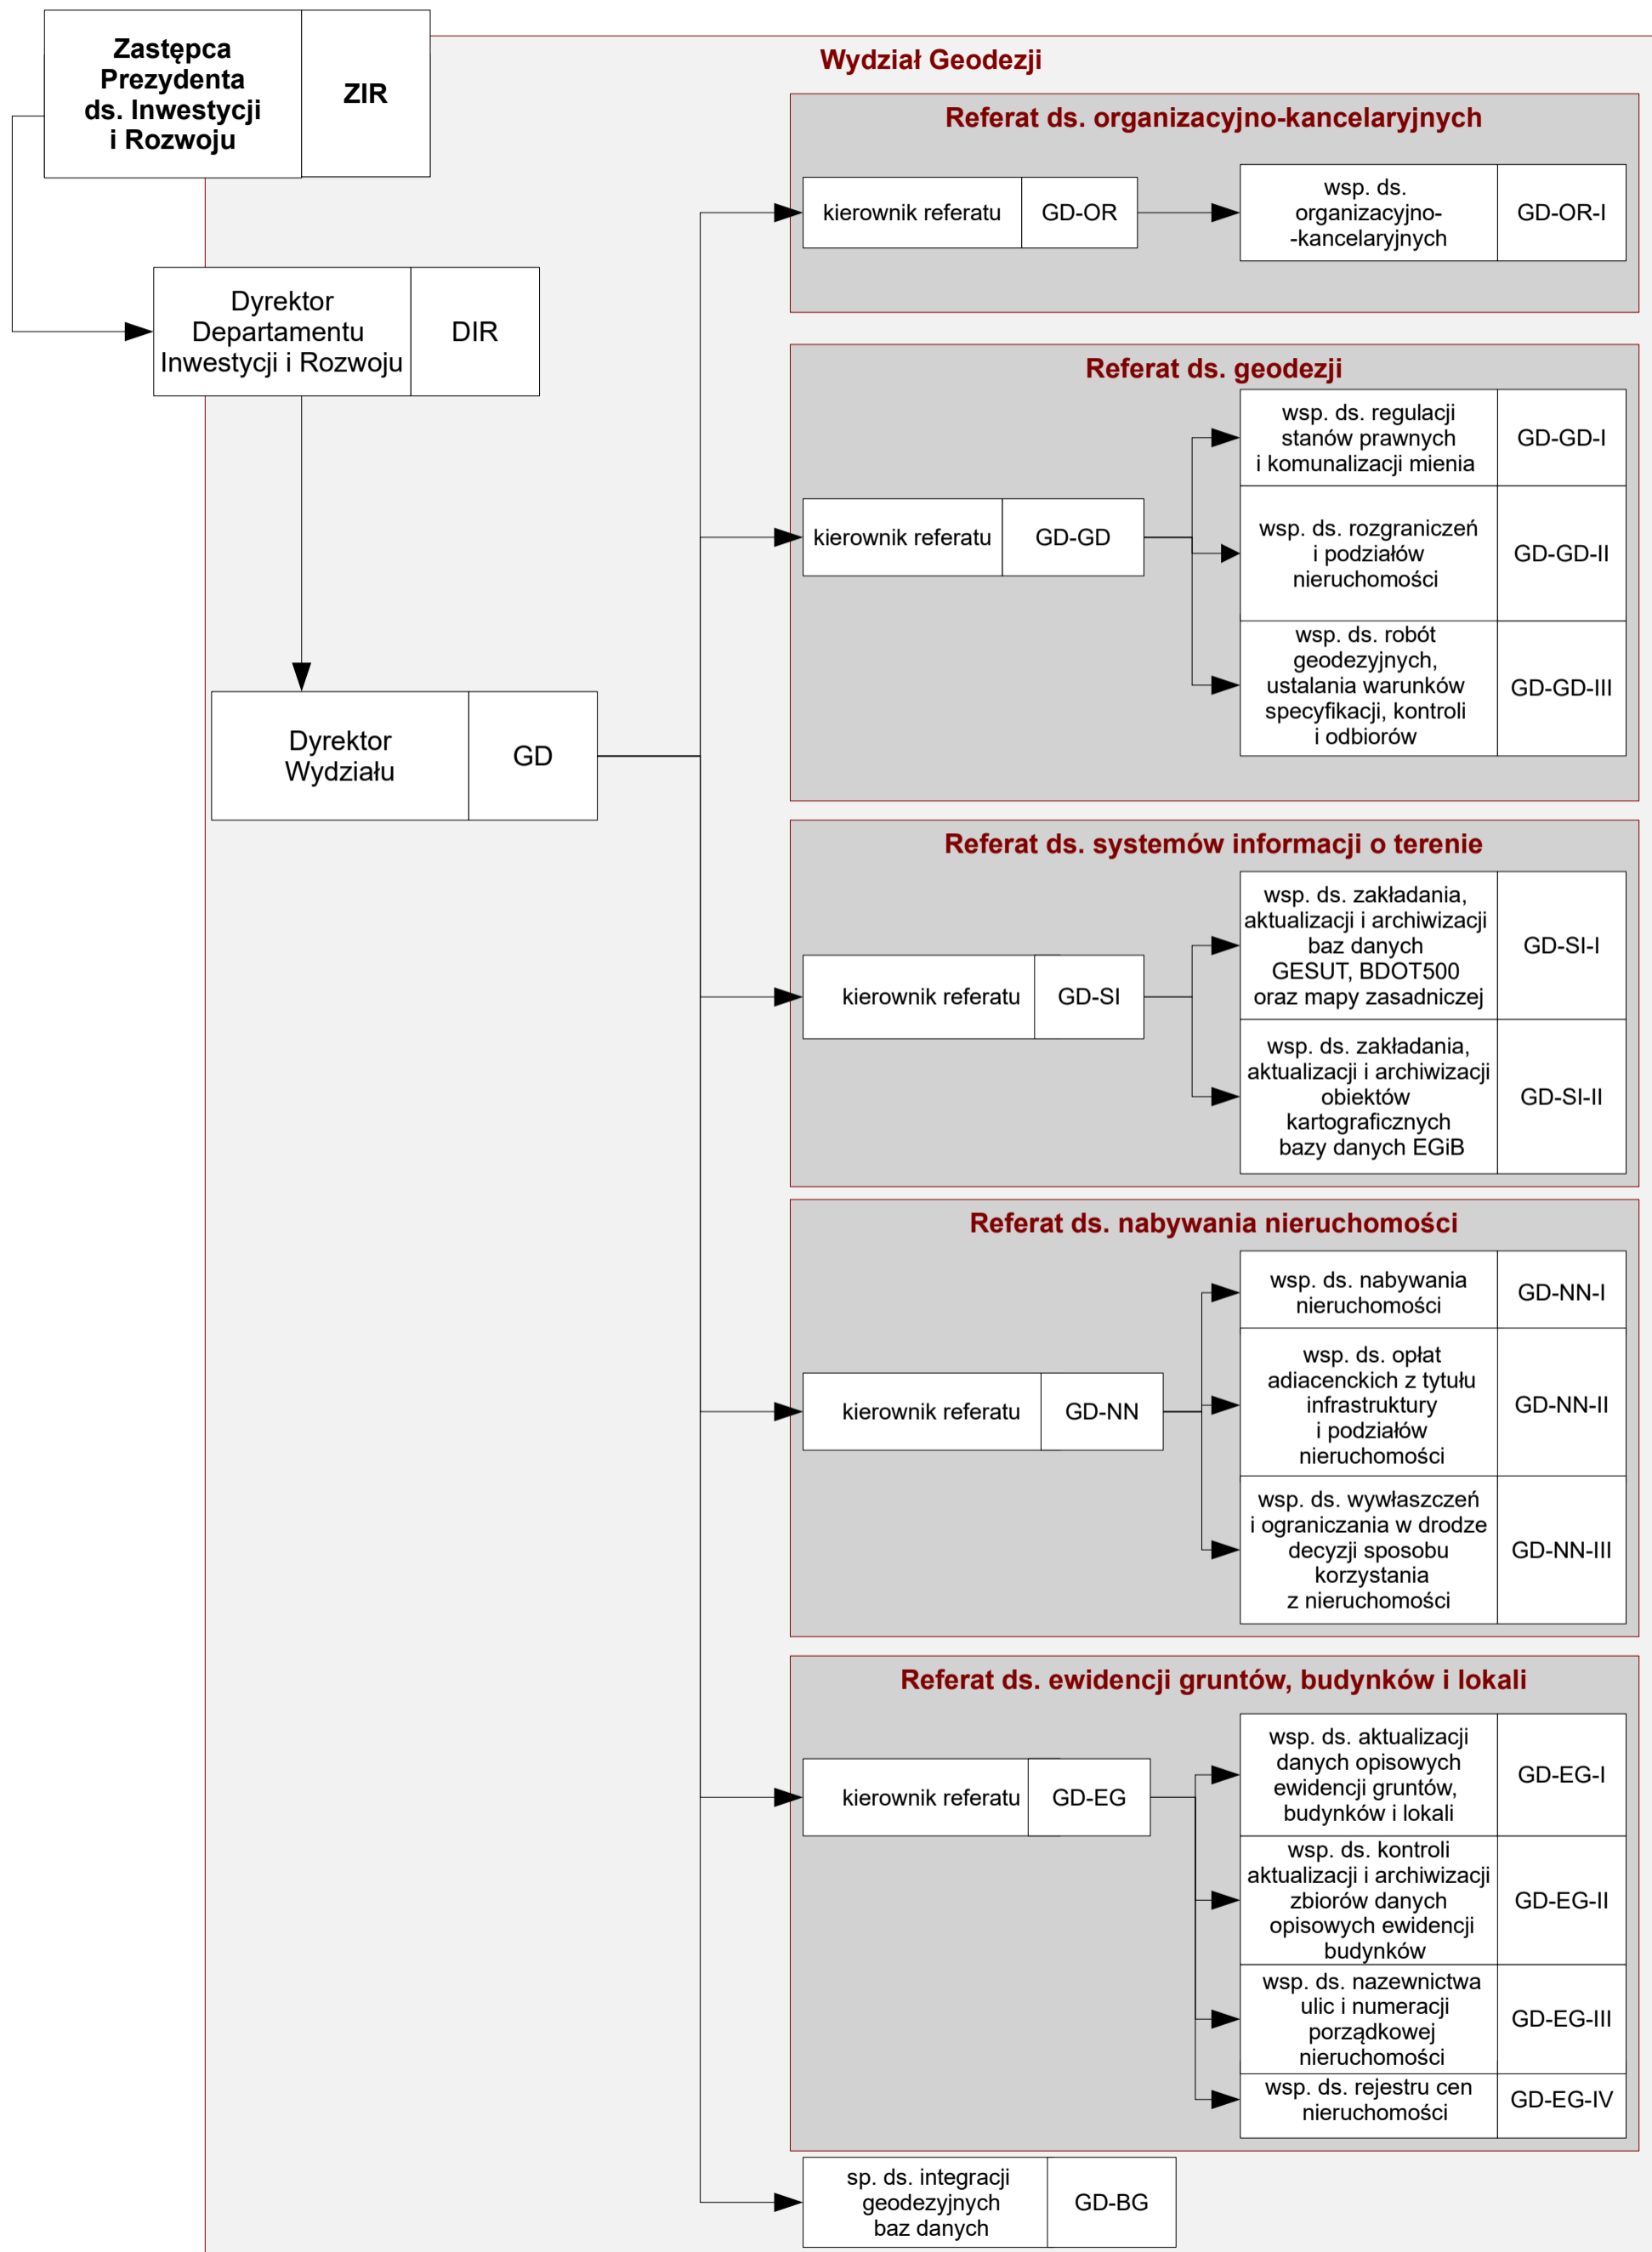 Zastępca
Prezydenta
ds. Inwestycji
i Rozwoju
ZIR
Wydział Geodezji
Dyrektor
Departamentu
Inwestycji i Rozwoju
DIR
Dyrektor
Wydziału
GD
Referat ds. organizacyjno-kancelaryjnych
kierownik referatu
GD-OR
wsp. ds.
organizacyjno-
-kancelaryjnych
GD-OR-I
Referat ds. geodezji
kierownik referatu
GD-GD
wsp. ds. regulacji
stanów prawnych
i komunalizacji mienia
GD-GD-I
wsp. ds. rozgraniczeń
i podziałów
nieruchomości
GD-GD-II
wsp. ds. robót
geodezyjnych,
ustalania warunków
specyfikacji, kontroli
i odbiorów
GD-GD-III
Referat ds. systemów informacji o terenie
kierownik referatu
GD-SI
wsp. ds. zakładania,
aktualizacji i archiwizacji
baz danych
GESUT, BDOT500
oraz mapy zasadniczej
GD-SI-I
wsp. ds. zakładania,
aktualizacji i archiwizacji
obiektów
kartograficznych
bazy danych EGiB
GD-SI-II
Referat ds. nabywania nieruchomości
kierownik referatu
GD-NN
wsp. ds. nabywania
nieruchomości
GD-NN-I
wsp. ds. opłat
adiacenckich z tytułu
infrastruktury
i podziałów
nieruchomości
GD-NN-II
wsp. ds. wywłaszczeń
i ograniczania w drodze
decyzji sposobu
korzystania
z nieruchomości
GD-NN-III
Referat ds. ewidencji gruntów, budynków i lokali
kierownik referatu
GD-EG
wsp. ds. aktualizacji
danych opisowych
ewidencji gruntów,
budynków i lokali
GD-EG-I
wsp. ds. kontroli
aktualizacji i archiwizacji
zbiorów danych
opisowych ewidencji
budynków
GD-EG-II
wsp. ds. nazewnictwa
ulic i numeracji
porządkowej
nieruchomości
GD-EG-III
wsp. ds. rejestru cen
nieruchomości
GD-EG-IV
sp. ds. integracji
geodezyjnych
baz danych
GD-BG